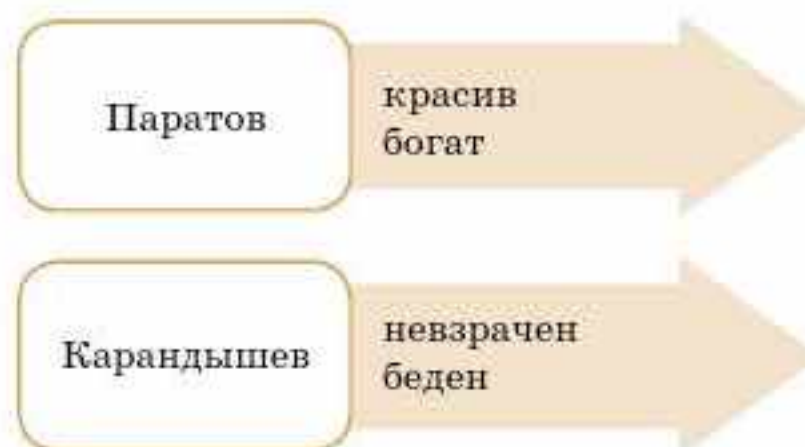 Паратов
красив
богат
Карандышев
невзрачен
беден